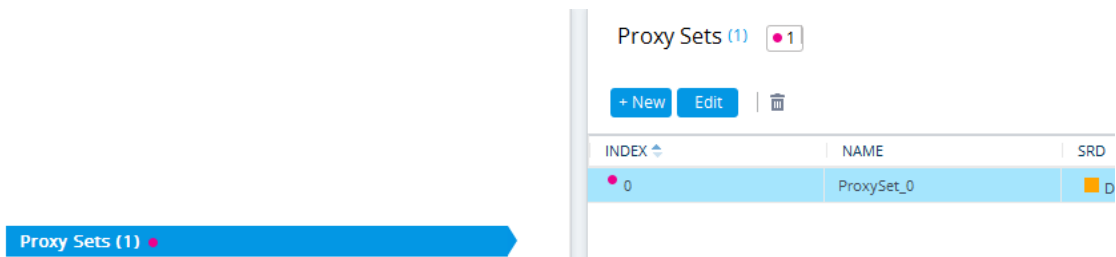 Proxy Sets (1) 1
+ New Edit
INDEX NAME SRD
0 ProxySet_0 D
Proxy Sets (1)